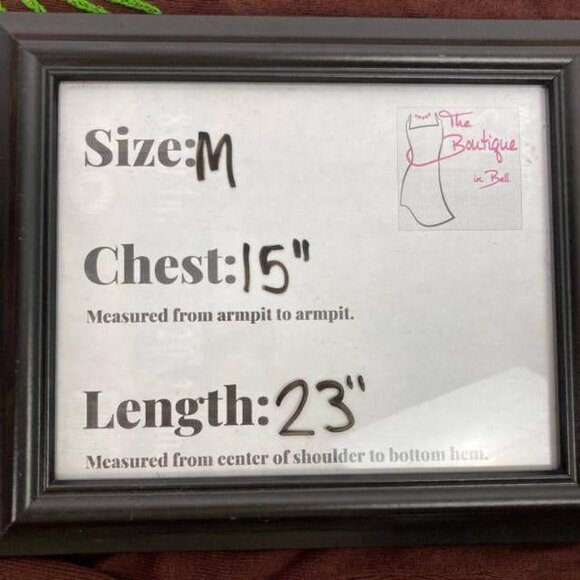 Size: M
The
Boutique
in Bell
Chest: 15"
Measured from armpit to armpit.
Length: 23"
Measured from center of shoulder to bottom hem.